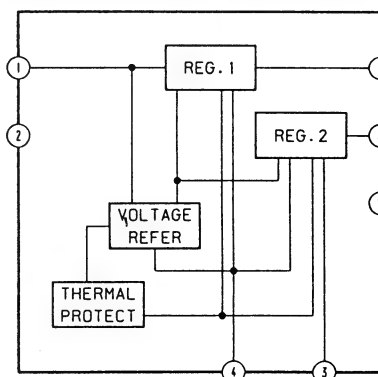 1
REG.1
REG.2
2
VOLTAGE
REFER
THERMAL
PROTECT
4
3